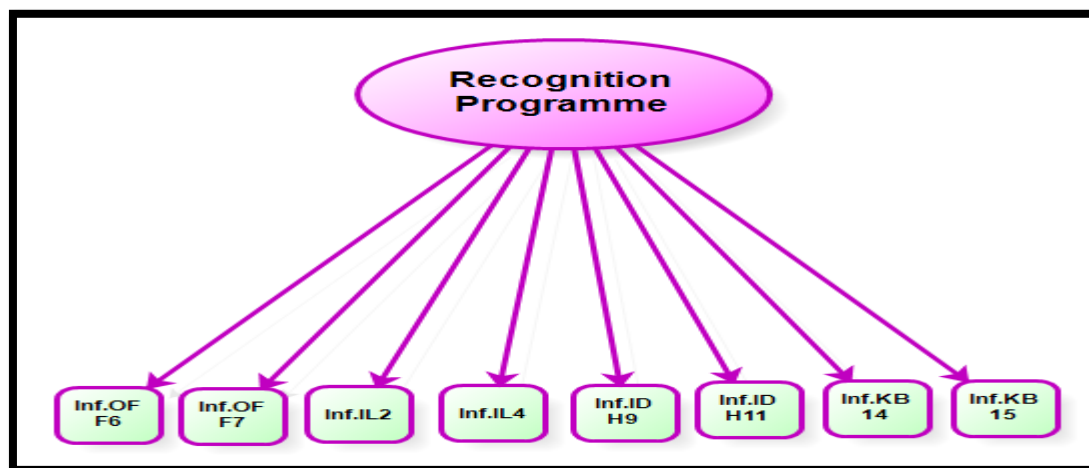 Recognition
Programme
Inf.OF
F6
Inf.OF
F7
Inf.IL2
Inf.IL4
Inf.ID
H9
Inf.ID
H11
Inf.KB
14
Inf.KB
15